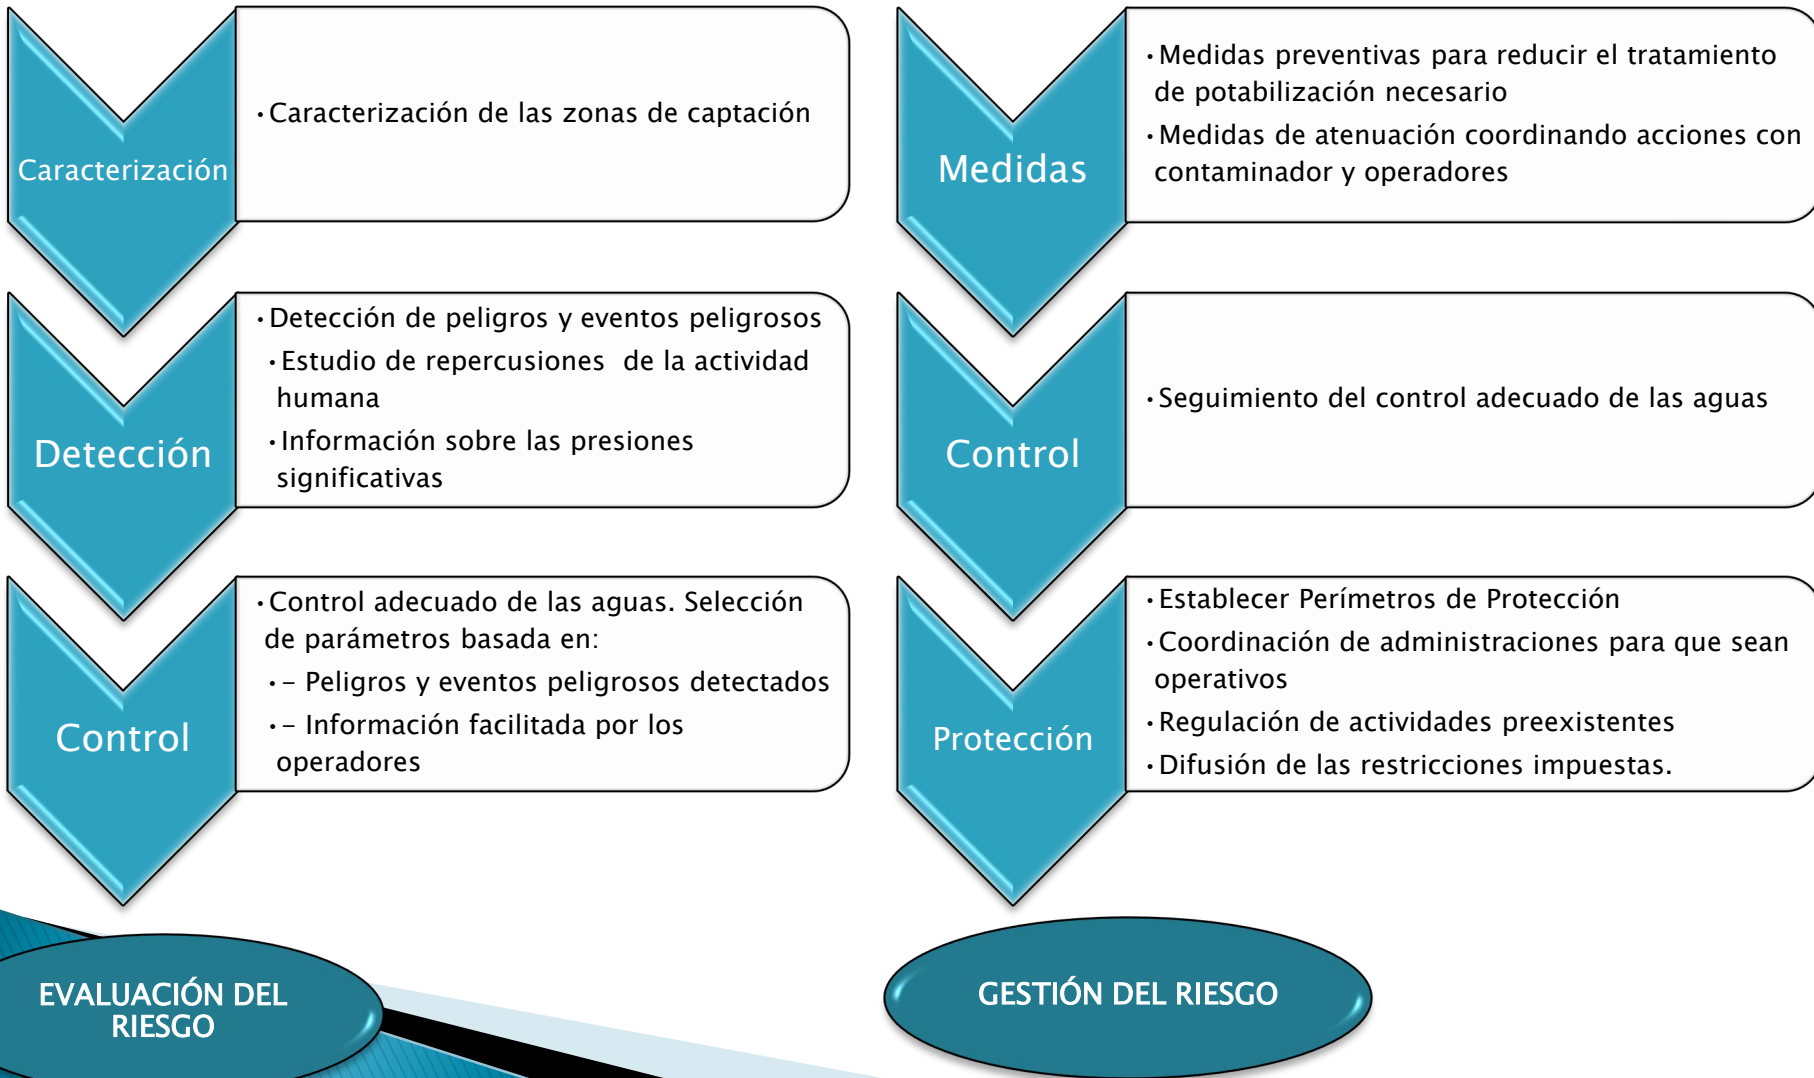 Caracterización
·Caracterización de las zonas de captación
Detección
·Detección de peligros y eventos peligrosos
·Estudio de repercusiones  de la actividad
humana
·Información sobre las presiones
significativas
Control
·Control adecuado de las aguas. Selección
de parámetros basada en:
·– Peligros y eventos peligrosos detectados
·– Información facilitada por los
operadores
EVALUACIÓN DEL
RIESGO
Medidas
·Medidas preventivas para reducir el tratamiento
de potabilización necesario
·Medidas de atenuación coordinando acciones con
contaminador y operadores
Control
·Seguimiento del control adecuado de las aguas
Protección
·Establecer Perímetros de Protección
·Coordinación de administraciones para que sean
operativos
·Regulación de actividades preexistentes
·Difusión de las restricciones impuestas.
GESTIÓN DEL RIESGO